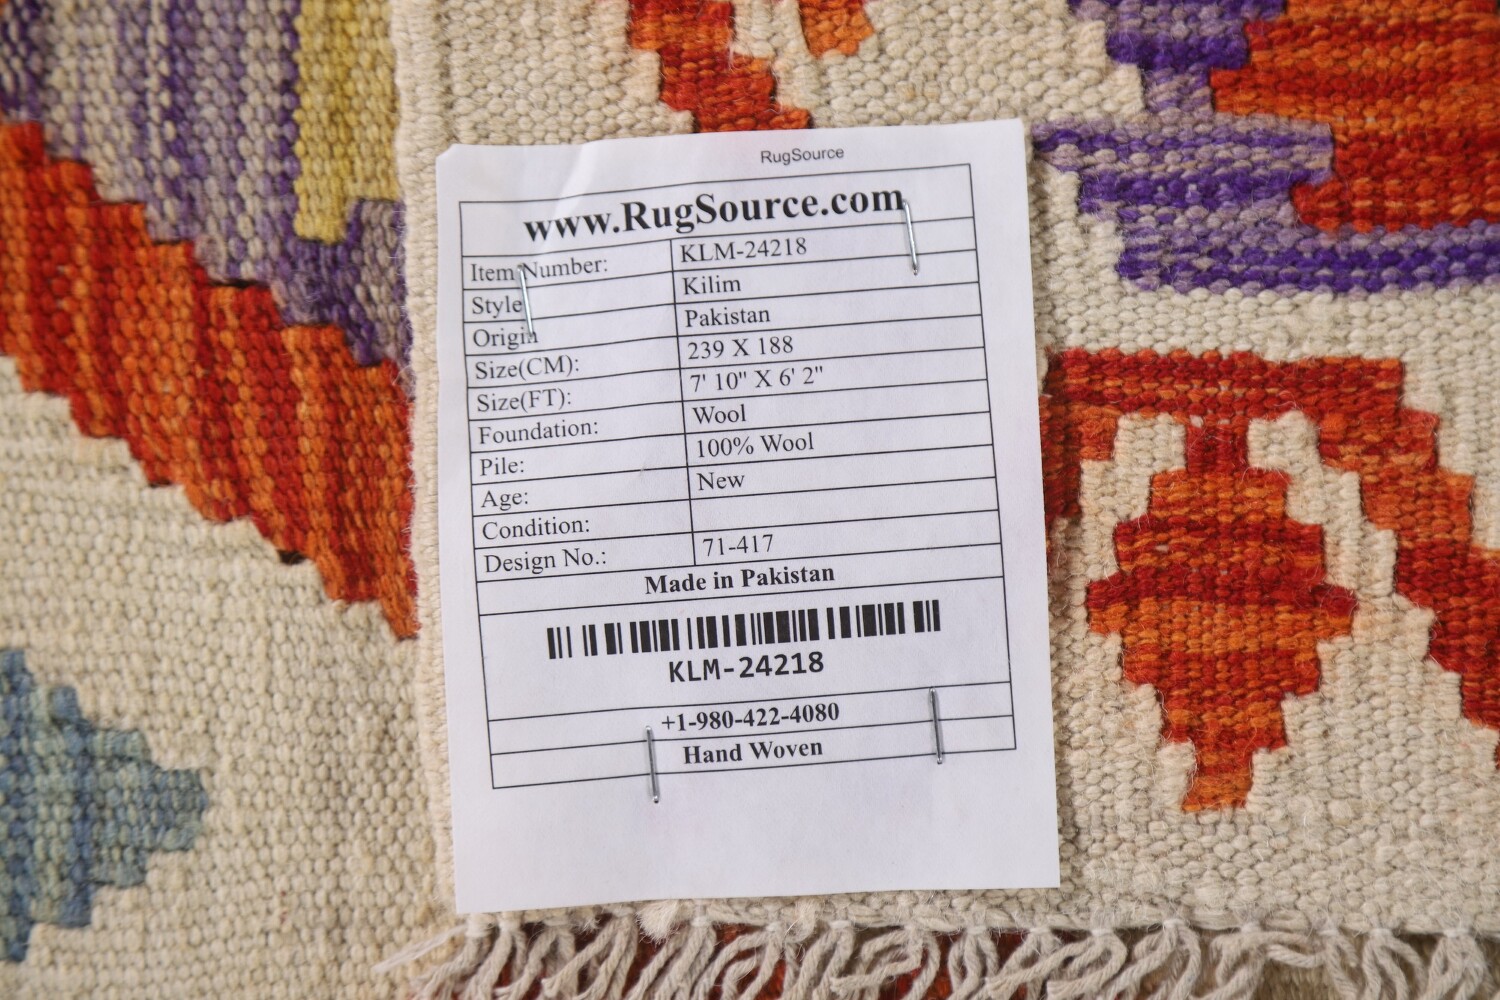 RugSource
www.RugSource.com
Item Number: KLM-24218
Style Kilim
Origin Pakistan
Size(CM): 239 X 188
Size(FT): 7' 10" X 6' 2"
Foundation: Wool
Pile: 100% Wool
Age: New
Condition:
Design No.: 71-417
Made in Pakistan
KLM-24218
+1-980-422-4080
Hand Woven